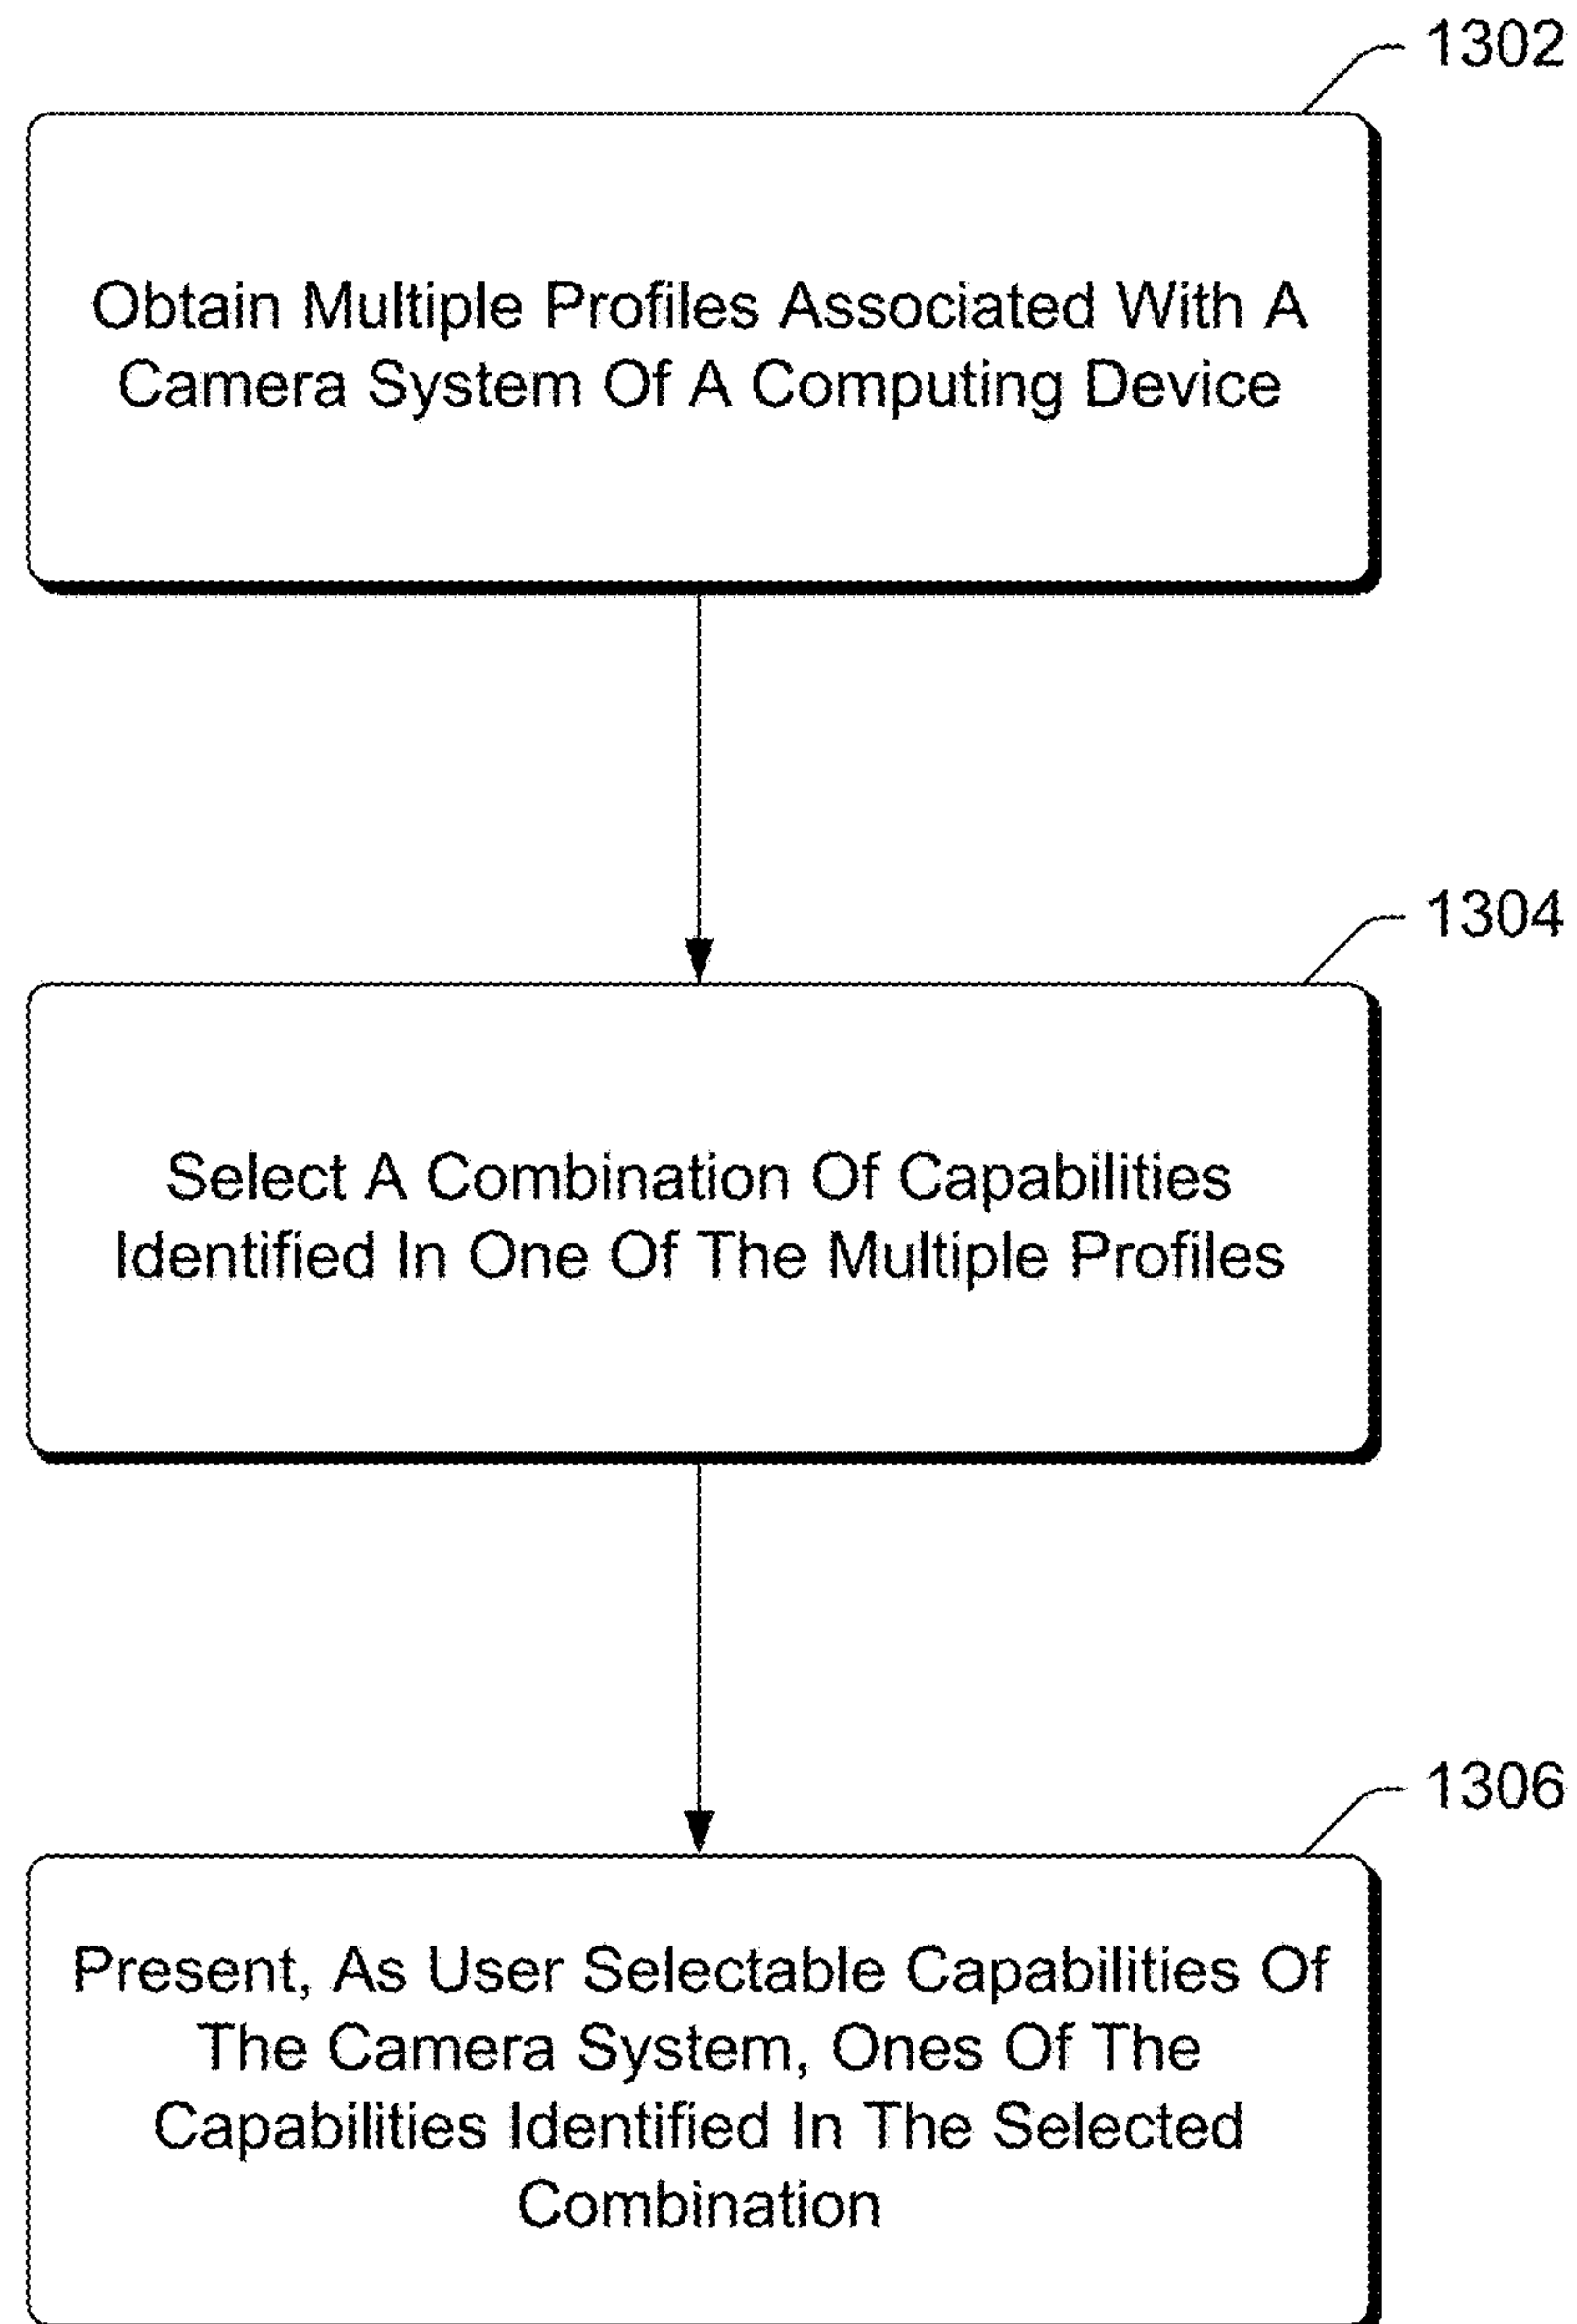 1302
Obtain Multiple Profiles Associated With A
Camera System Of A Computing Device
1304
Select A Combination Of Capabilities
Identified In One Of The Multiple Profiles
1306
Present, As User Selectable Capabilities Of
The Camera System, Ones Of The
Capabilities Identified In The Selected
Combination